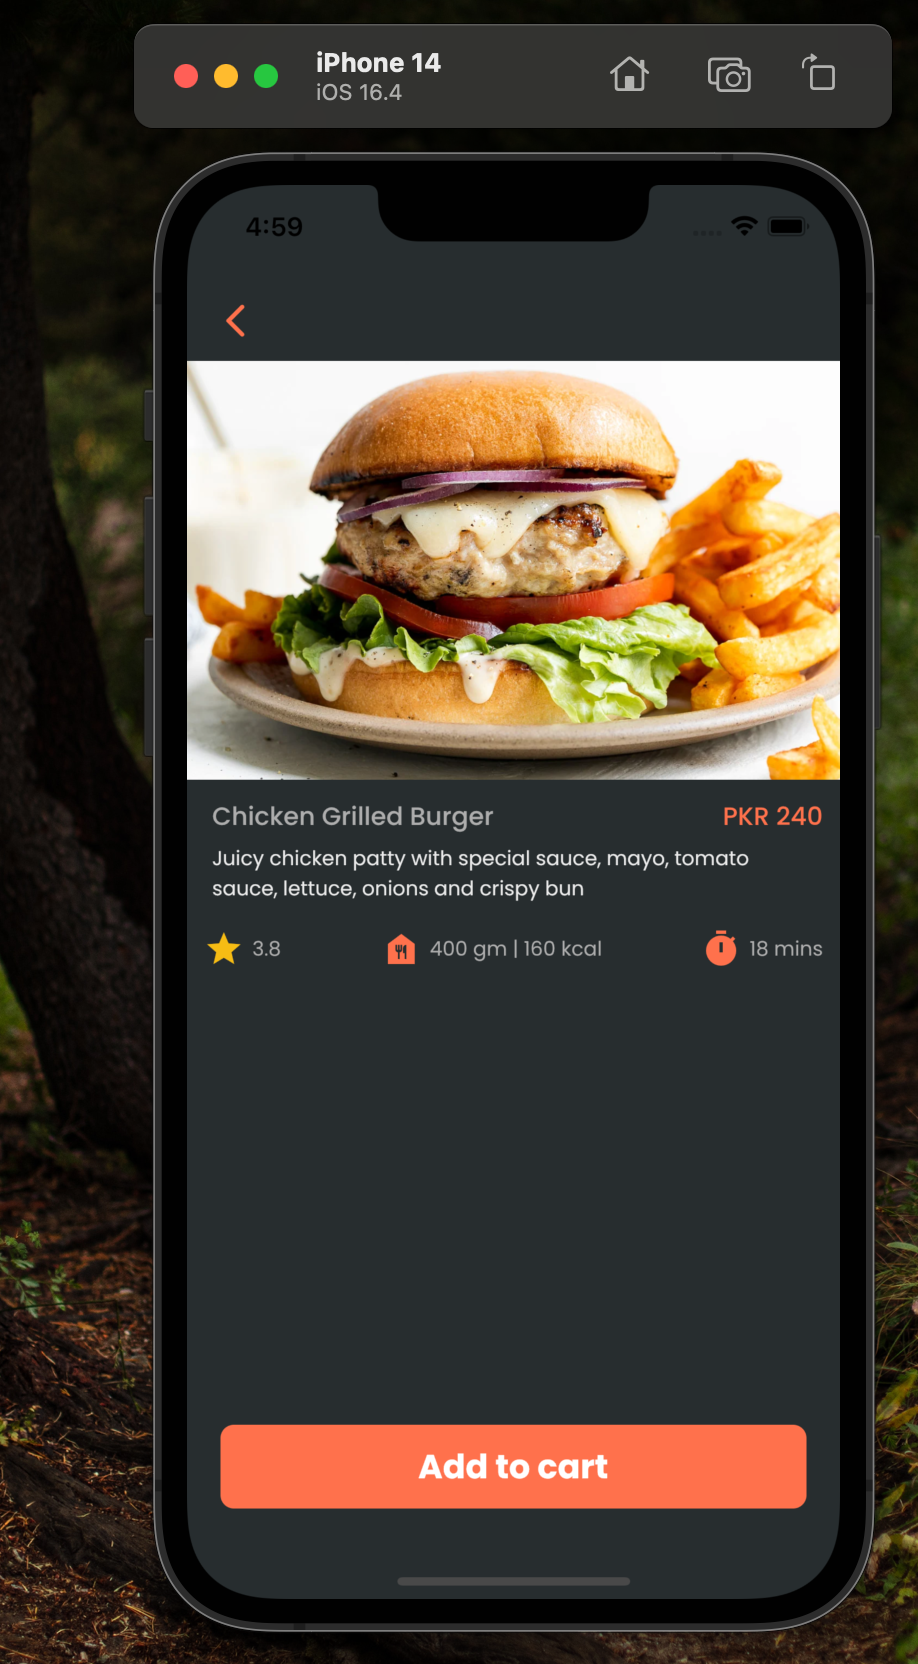 iPhone 14
iOS 16.4
4:59
Chicken Grilled Burger PKR 240
Juicy chicken patty with special sauce, mayo, tomato
sauce, lettuce, onions and crispy bun
3.8 400 gm | 160 kcal 18 mins
Add to cart